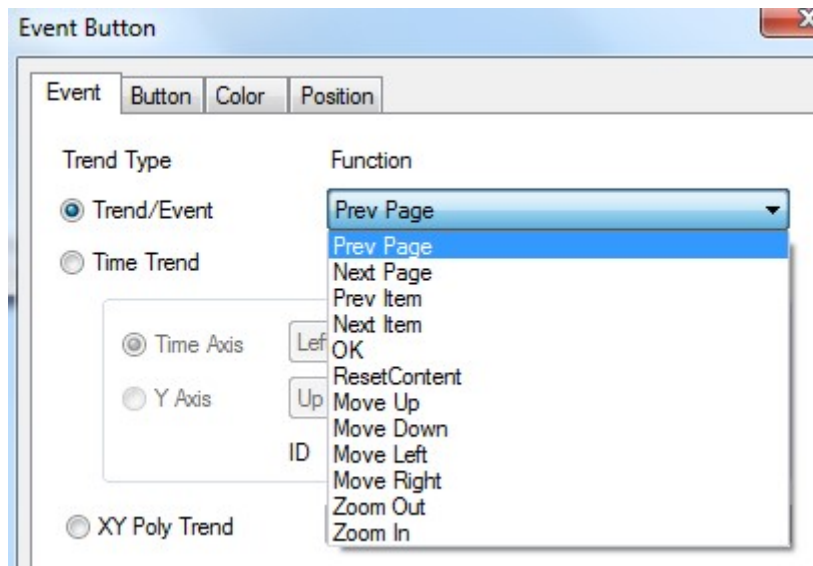 Event Button
Event Button Color Position
Trend Type Function
Trend/Event Prev Page
Prev Page
Time Trend
Next Page
Prev Item
Next Item
Time Axis Lef
OK
ResetContent
Y Axis Up
Move Up
Move Down
ID
Move Left
Move Right
Zoom Out
XY Poly Trend
Zoom In